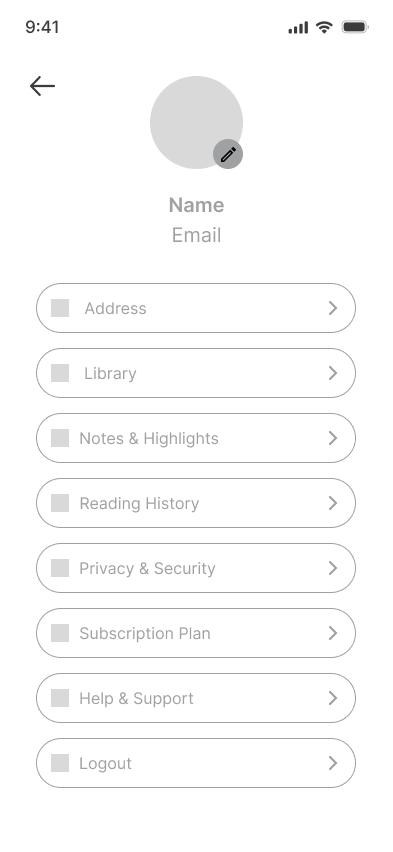 9:41
Name
Email
Address
Library
Notes & Highlights
Reading History
Privacy & Security
Subscription Plan
Help & Support
Logout